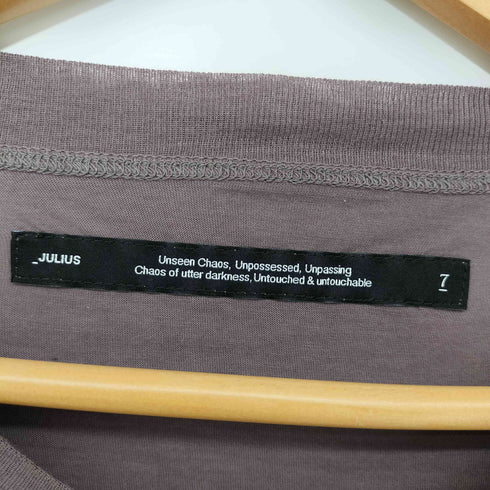 _JULIUS
Unseen Chaos, Unpossessed, Unpassing
Chaos of utter darkness, Untouched & untouchable
7